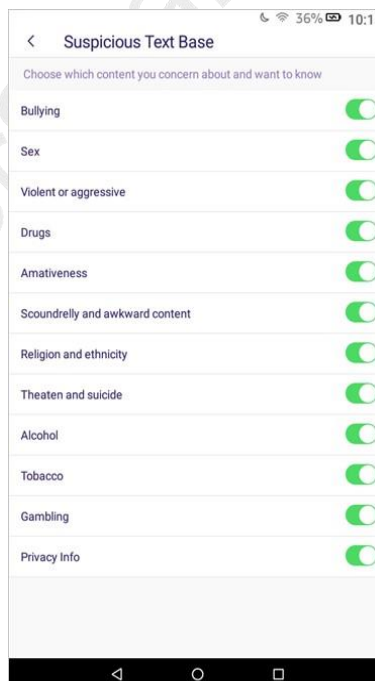 36% 10:1
Suspicious Text Base
Choose which content you concern about and want to know
Bullying
Sex
Violent or aggressive
Drugs
Amativeness
Scoundrelly and awkward content
Religion and ethnicity
Theaten and suicide
Alcohol
Tobacco
Gambling
Privacy Info